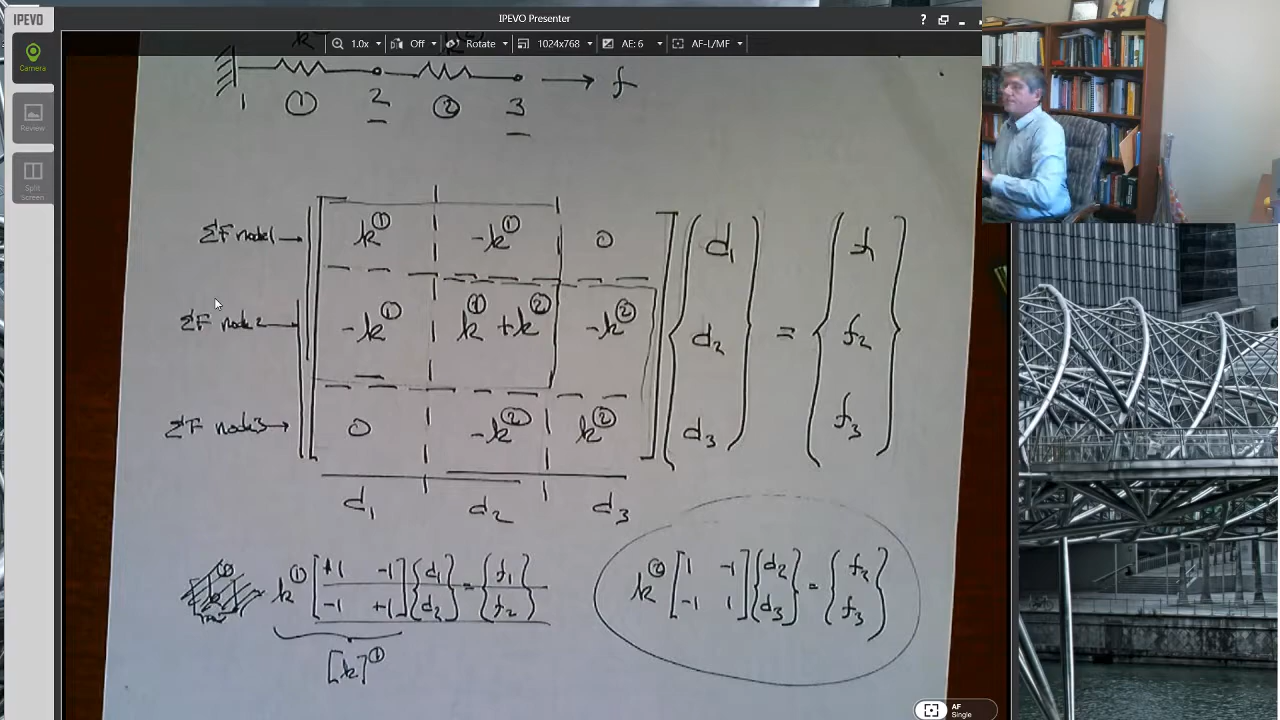 IPEVO Presenter
IPEVO
? 
1.0x Off Rotate 1024x768 AE: 6 AF-I/MF
Camera
Review
Split Screen
1 ① 2 ② 3 → f
ΣF node1 → k① -k① 0 d₁ f₁
ΣF node2 → -k① k①+k② -k② d₂ = f₂
ΣF node3 → 0 -k② k② d₃ f₃
d₁ d₂ d₃
k① [+1 -1] {d₁} = {f₁} k② [1 -1] {d₂} = {f₂}
[-1 +1] {d₂} {f₂} [-1 1] {d₃} {f₃}
[k]①
AF
Single